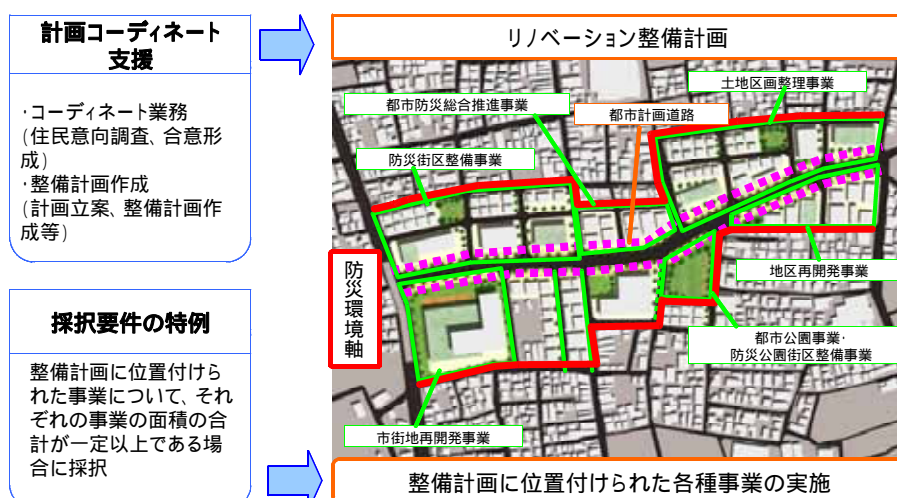 計画コーディネート
支援
・コーディネート業務
(住民意向調査、合意形
成)
・整備計画作成
(計画立案、整備計画作
成等)
採択要件の特例
整備計画に位置付けら
れた事業について、それ
ぞれの事業の面積の合
計が一定以上である場
合に採択
リノベーション整備計画
土地区画整理事業
都市防災総合推進事業
都市計画道路
防災街区整備事業
防災環境軸
地区再開発事業
都市公園事業・
防災公園街区整備事業
市街地再開発事業
整備計画に位置付けられた各種事業の実施